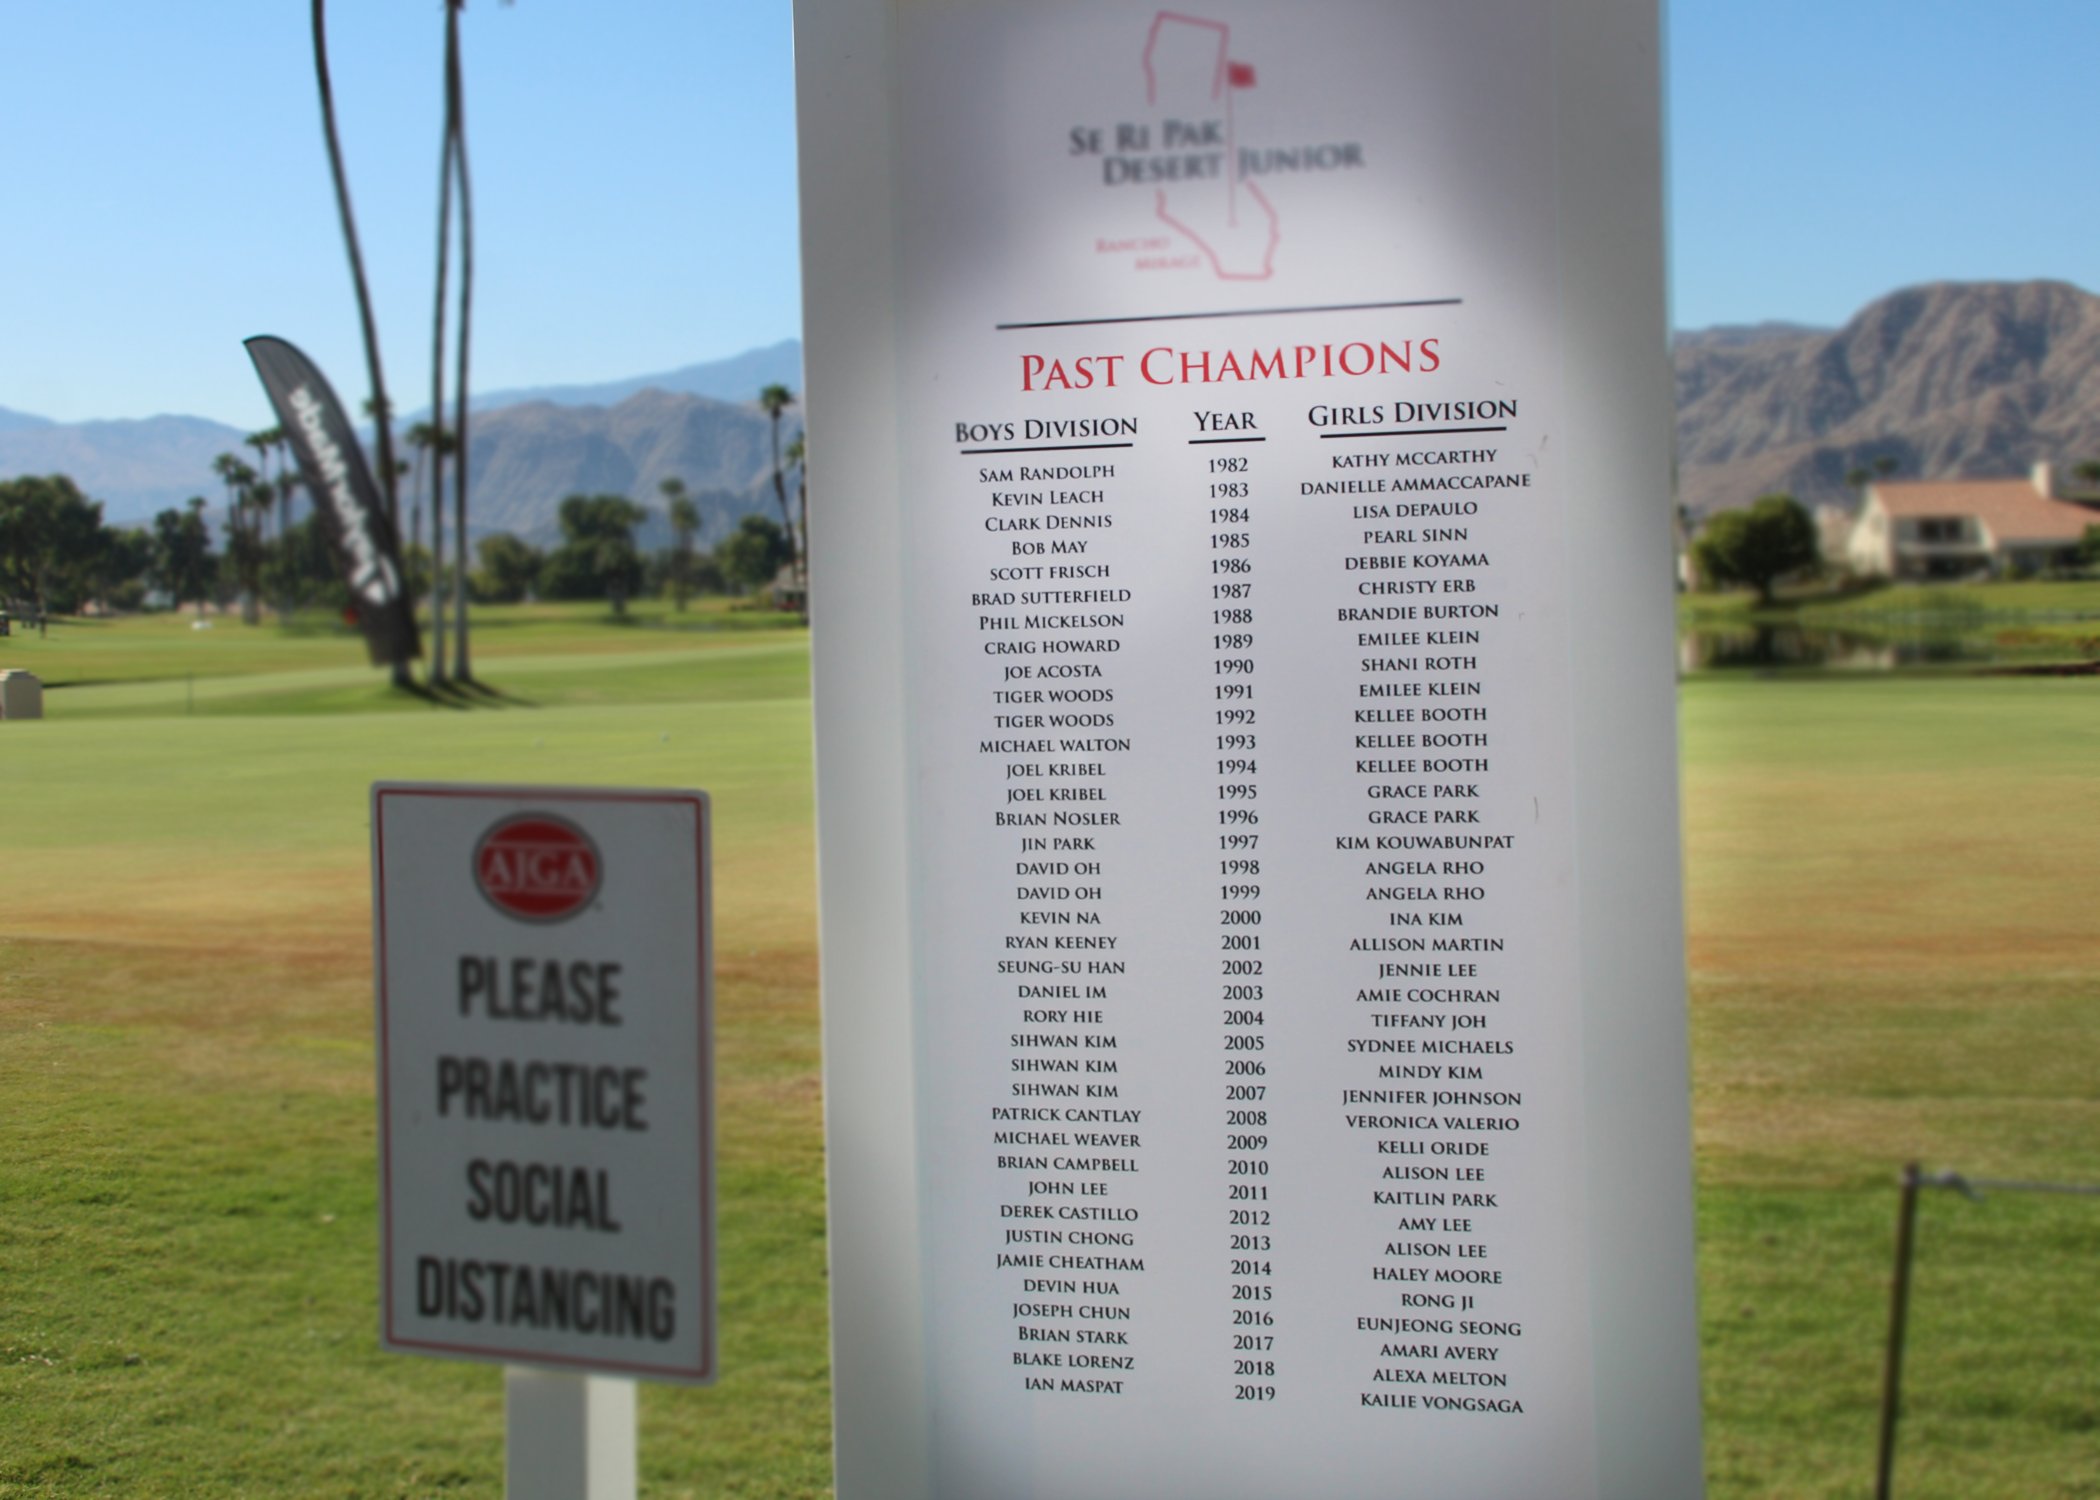 SE RI PAK
DESERT JUNIOR
RANCHO
MIRAGE
PAST CHAMPIONS
BOYS DIVISION YEAR GIRLS DIVISION
SAM RANDOLPH 1982 KATHY MCCARTHY
KEVIN LEACH 1983 DANIELLE AMMACCAPANE
CLARK DENNIS 1984 LISA DEPAULO
BOB MAY 1985 PEARL SINN
SCOTT FRISCH 1986 DEBBIE KOYAMA
BRAD SUTTERFIELD 1987 CHRISTY ERB
PHIL MICKELSON 1988 BRANDIE BURTON
CRAIG HOWARD 1989 EMILEE KLEIN
JOE ACOSTA 1990 SHANI ROTH
TIGER WOODS 1991 EMILEE KLEIN
TIGER WOODS 1992 KELLEE BOOTH
MICHAEL WALTON 1993 KELLEE BOOTH
JOEL KRIBEL 1994 KELLEE BOOTH
JOEL KRIBEL 1995 GRACE PARK
BRIAN NOSLER 1996 GRACE PARK
JIN PARK 1997 KIM KOUWABUNPAT
DAVID OH 1998 ANGELA RHO
DAVID OH 1999 ANGELA RHO
KEVIN NA 2000 INA KIM
RYAN KEENEY 2001 ALLISON MARTIN
SEUNG-SU HAN 2002 JENNIE LEE
DANIEL IM 2003 AMIE COCHRAN
RORY HIE 2004 TIFFANY JOH
SIHWAN KIM 2005 SYDNEE MICHAELS
SIHWAN KIM 2006 MINDY KIM
SIHWAN KIM 2007 JENNIFER JOHNSON
PATRICK CANTLAY 2008 VERONICA VALERIO
MICHAEL WEAVER 2009 KELLI ORIDE
BRIAN CAMPBELL 2010 ALISON LEE
JOHN LEE 2011 KAITLIN PARK
DEREK CASTILLO 2012 AMY LEE
JUSTIN CHONG 2013 ALISON LEE
JAMIE CHEATHAM 2014 HALEY MOORE
DEVIN HUA 2015 RONG JI
JOSEPH CHUN 2016 EUNJEONG SEONG
BRIAN STARK 2017 AMARI AVERY
BLAKE LORENZ 2018 ALEXA MELTON
IAN MASPAT 2019 KAILIE VONGSAGA
TaylorMade
AJGA
PLEASE
PRACTICE
SOCIAL
DISTANCING